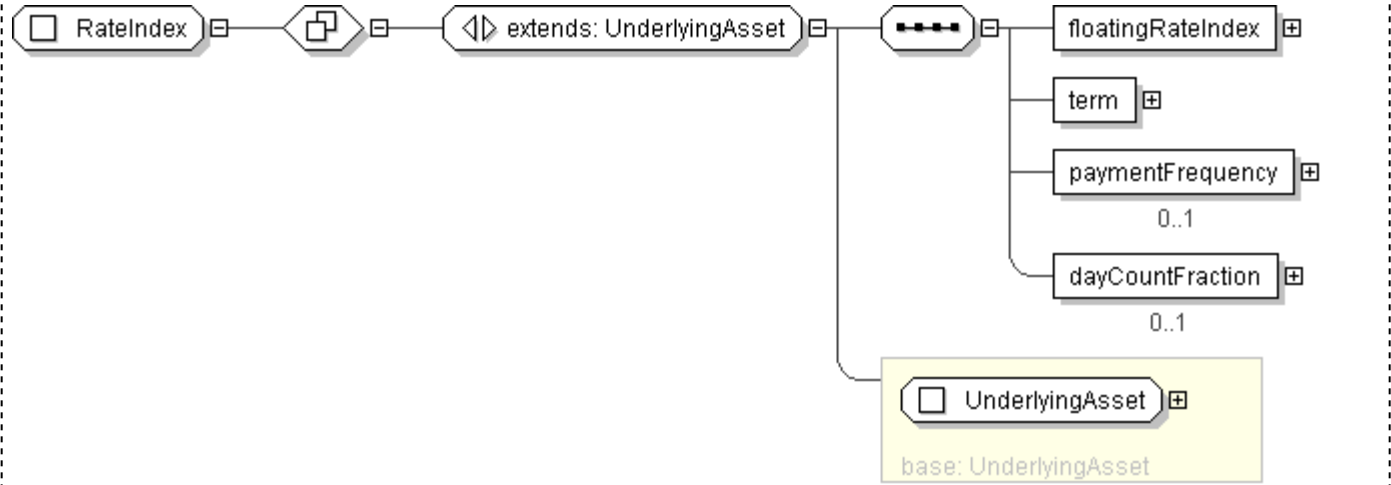 RateIndex
extends: UnderlyingAsset
floatingRateIndex
term
paymentFrequency
0..1
dayCountFraction
0..1
UnderlyingAsset
base: UnderlyingAsset